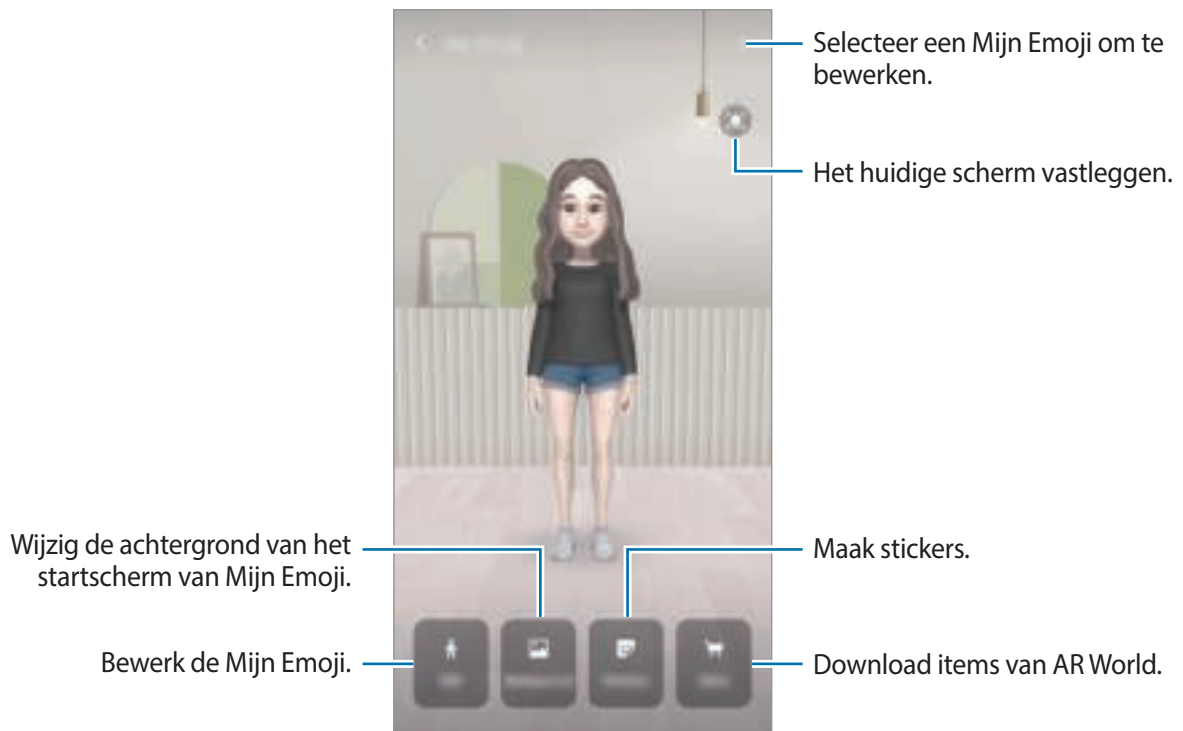 Selecteer een Mijn Emoji om te
bewerken.
Het huidige scherm vastleggen.
Wijzig de achtergrond van het
startscherm van Mijn Emoji.
Maak stickers.
Bewerk de Mijn Emoji.
Download items van AR World.